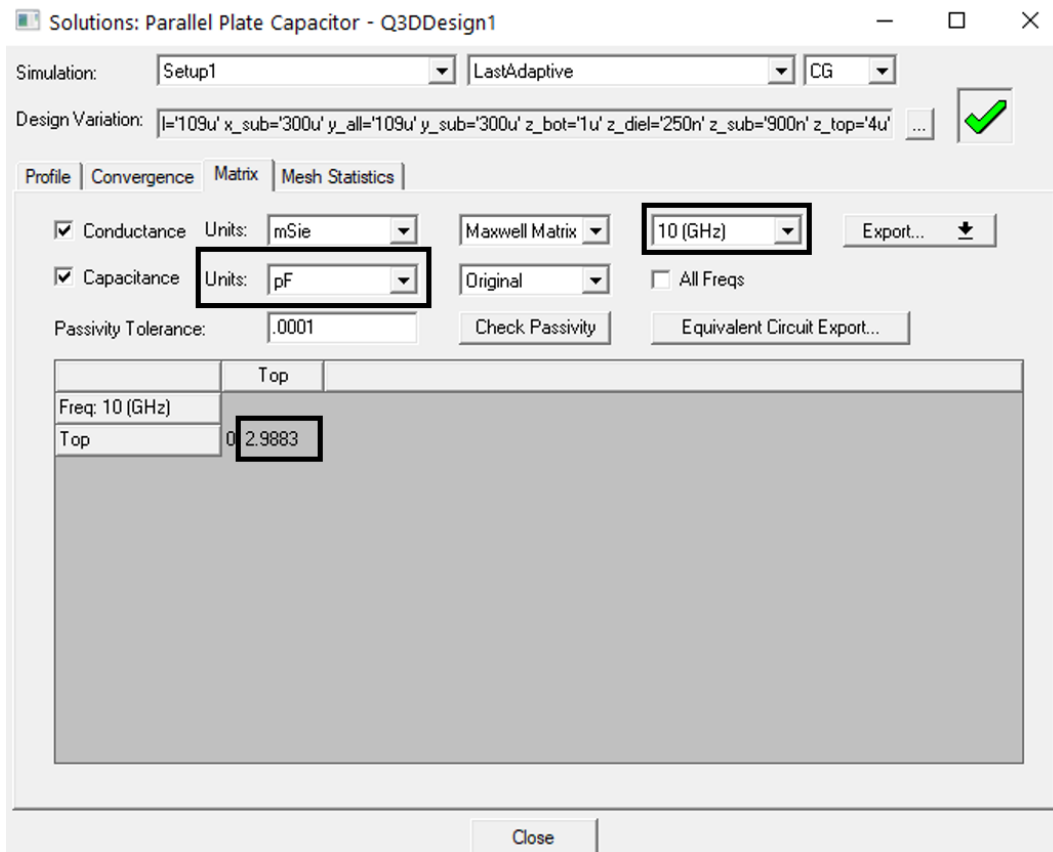 Solutions: Parallel Plate Capacitor - Q3DDesign1
Simulation: Setup1 LastAdaptive CG
Design Variation: l='109u' x_sub='300u' y_all='109u' y_sub='300u' z_bot='1u' z_diel='250n' z_sub='900n' z_top='4u' ...
Profile Convergence Matrix Mesh Statistics
Conductance Units: mSie Maxwell Matrix 10 (GHz) Export...
Capacitance Units: pF Original All Freqs
Passivity Tolerance: .0001 Check Passivity Equivalent Circuit Export...
Top
Freq: 10 (GHz)
Top 0 2.9883
Close